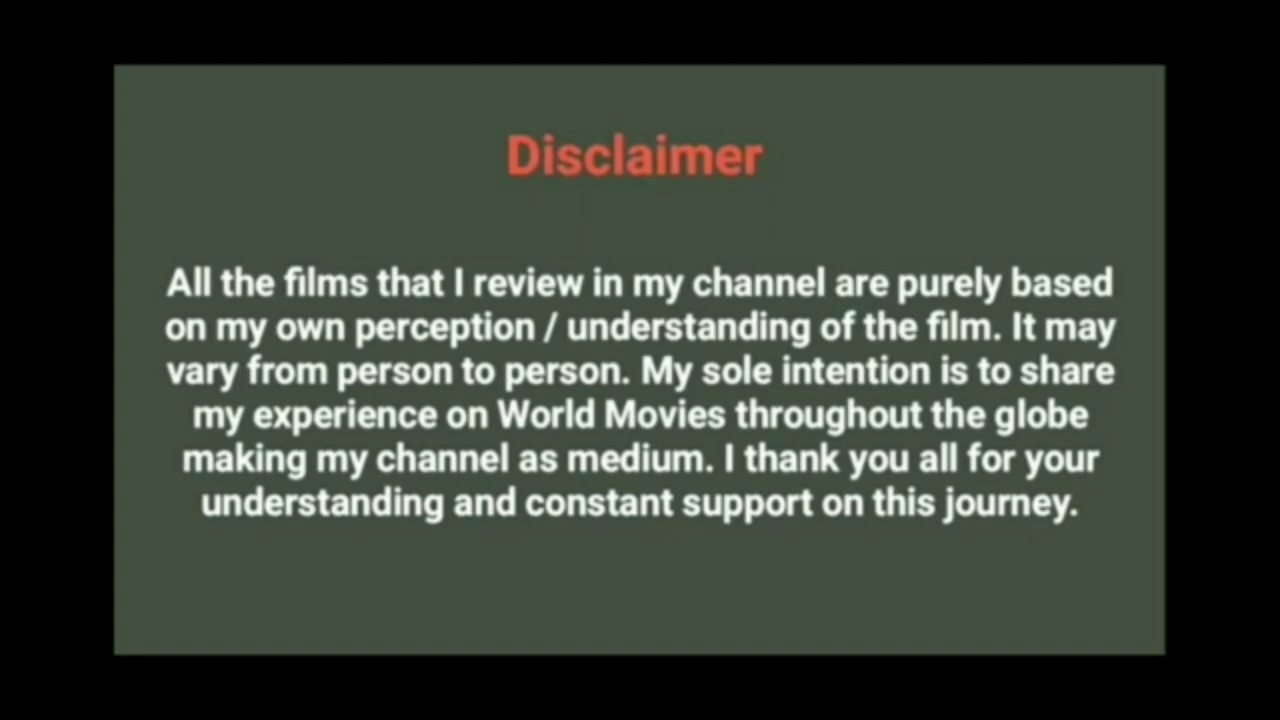 Disclaimer
All the films that I review in my channel are purely based
on my own perception / understanding of the film. It may
vary from person to person. My sole intention is to share
my experience on World Movies throughout the globe
making my channel as medium. I thank you all for your
understanding and constant support on this journey.